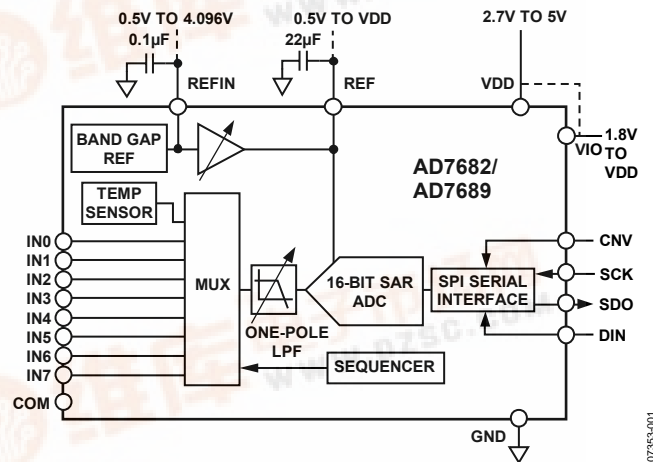 0.5V TO 4.096V
0.1µF
0.5V TO VDD
22µF
2.7V TO 5V
REFIN
REF
VDD
BAND GAP
REF
TEMP
SENSOR
AD7682/
AD7689
VIO
1.8V
TO
VDD
IN0
IN1
IN2
IN3
IN4
IN5
IN6
IN7
COM
MUX
ONE-POLE
LPF
16-BIT SAR
ADC
SPI SERIAL
INTERFACE
SEQUENCER
CNV
SCK
SDO
DIN
GND
07353-001